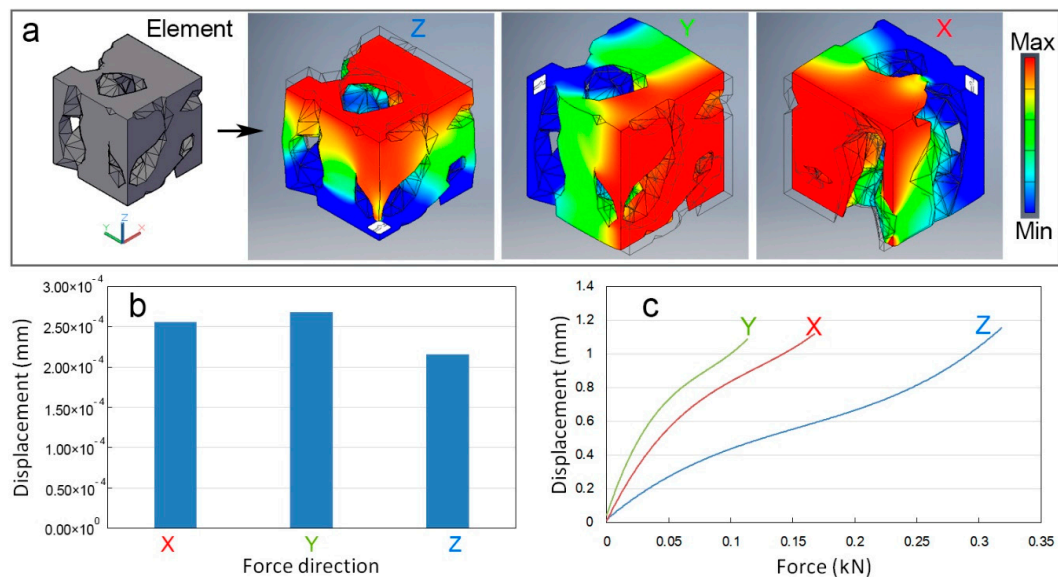 a
Element
Z
Y
X
Max
Min
Z
Y
X
b
3.00×10⁻⁴
2.50×10⁻⁴
2.00×10⁻⁴
1.50×10⁻⁴
1.00×10⁻⁴
0.50×10⁻⁴
0.00×10⁰
Displacement (mm)
X
Y
Z
Force direction
c
1.4
1.2
1
0.8
0.6
0.4
0.2
0
Displacement (mm)
Y
X
Z
0
0.05
0.1
0.15
0.2
0.25
0.3
0.35
Force (kN)